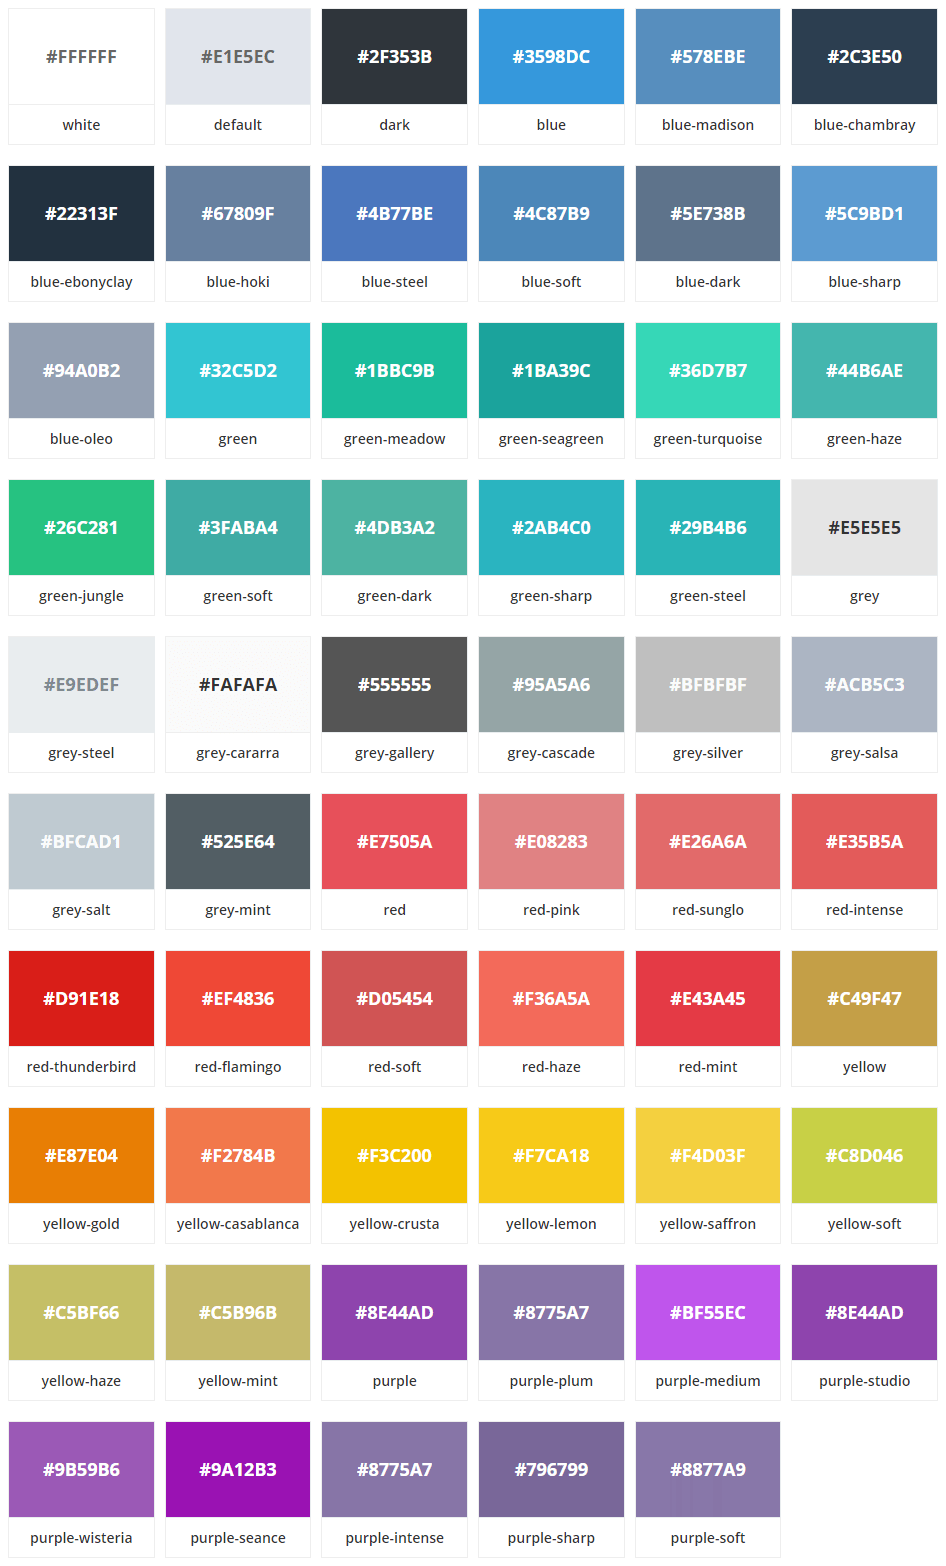 #FFFFFF #E1E5EC #2F353B #3598DC #578EBE #2C3E50
white default dark blue blue-madison blue-chambray
#22313F #67809F #4B77BE #4C87B9 #5E738B #5C9BD1
blue-ebonyclay blue-hoki blue-steel blue-soft blue-dark blue-sharp
#94A0B2 #32C5D2 #1BBC9B #1BA39C #36D7B7 #44B6AE
blue-oleo green green-meadow green-seagreen green-turquoise green-haze
#26C281 #3FABA4 #4DB3A2 #2AB4C0 #29B4B6 #E5E5E5
green-jungle green-soft green-dark green-sharp green-steel grey
#E9EDEF #FAFAFA #555555 #95A5A6 #BFBFBF #ACB5C3
grey-steel grey-cararra grey-gallery grey-cascade grey-silver grey-salsa
#BFCAD1 #525E64 #E7505A #E08283 #E26A6A #E35B5A
grey-salt grey-mint red red-pink red-sunglo red-intense
#D91E18 #EF4836 #D05454 #F36A5A #E43A45 #C49F47
red-thunderbird red-flamingo red-soft red-haze red-mint yellow
#E87E04 #F2784B #F3C200 #F7CA18 #F4D03F #C8D046
yellow-gold yellow-casablanca yellow-crusta yellow-lemon yellow-saffron yellow-soft
#C5BF66 #C5B96B #8E44AD #8775A7 #BF55EC #8E44AD
yellow-haze yellow-mint purple purple-plum purple-medium purple-studio
#9B59B6 #9A12B3 #8775A7 #796799 #8877A9
purple-wisteria purple-seance purple-intense purple-sharp purple-soft